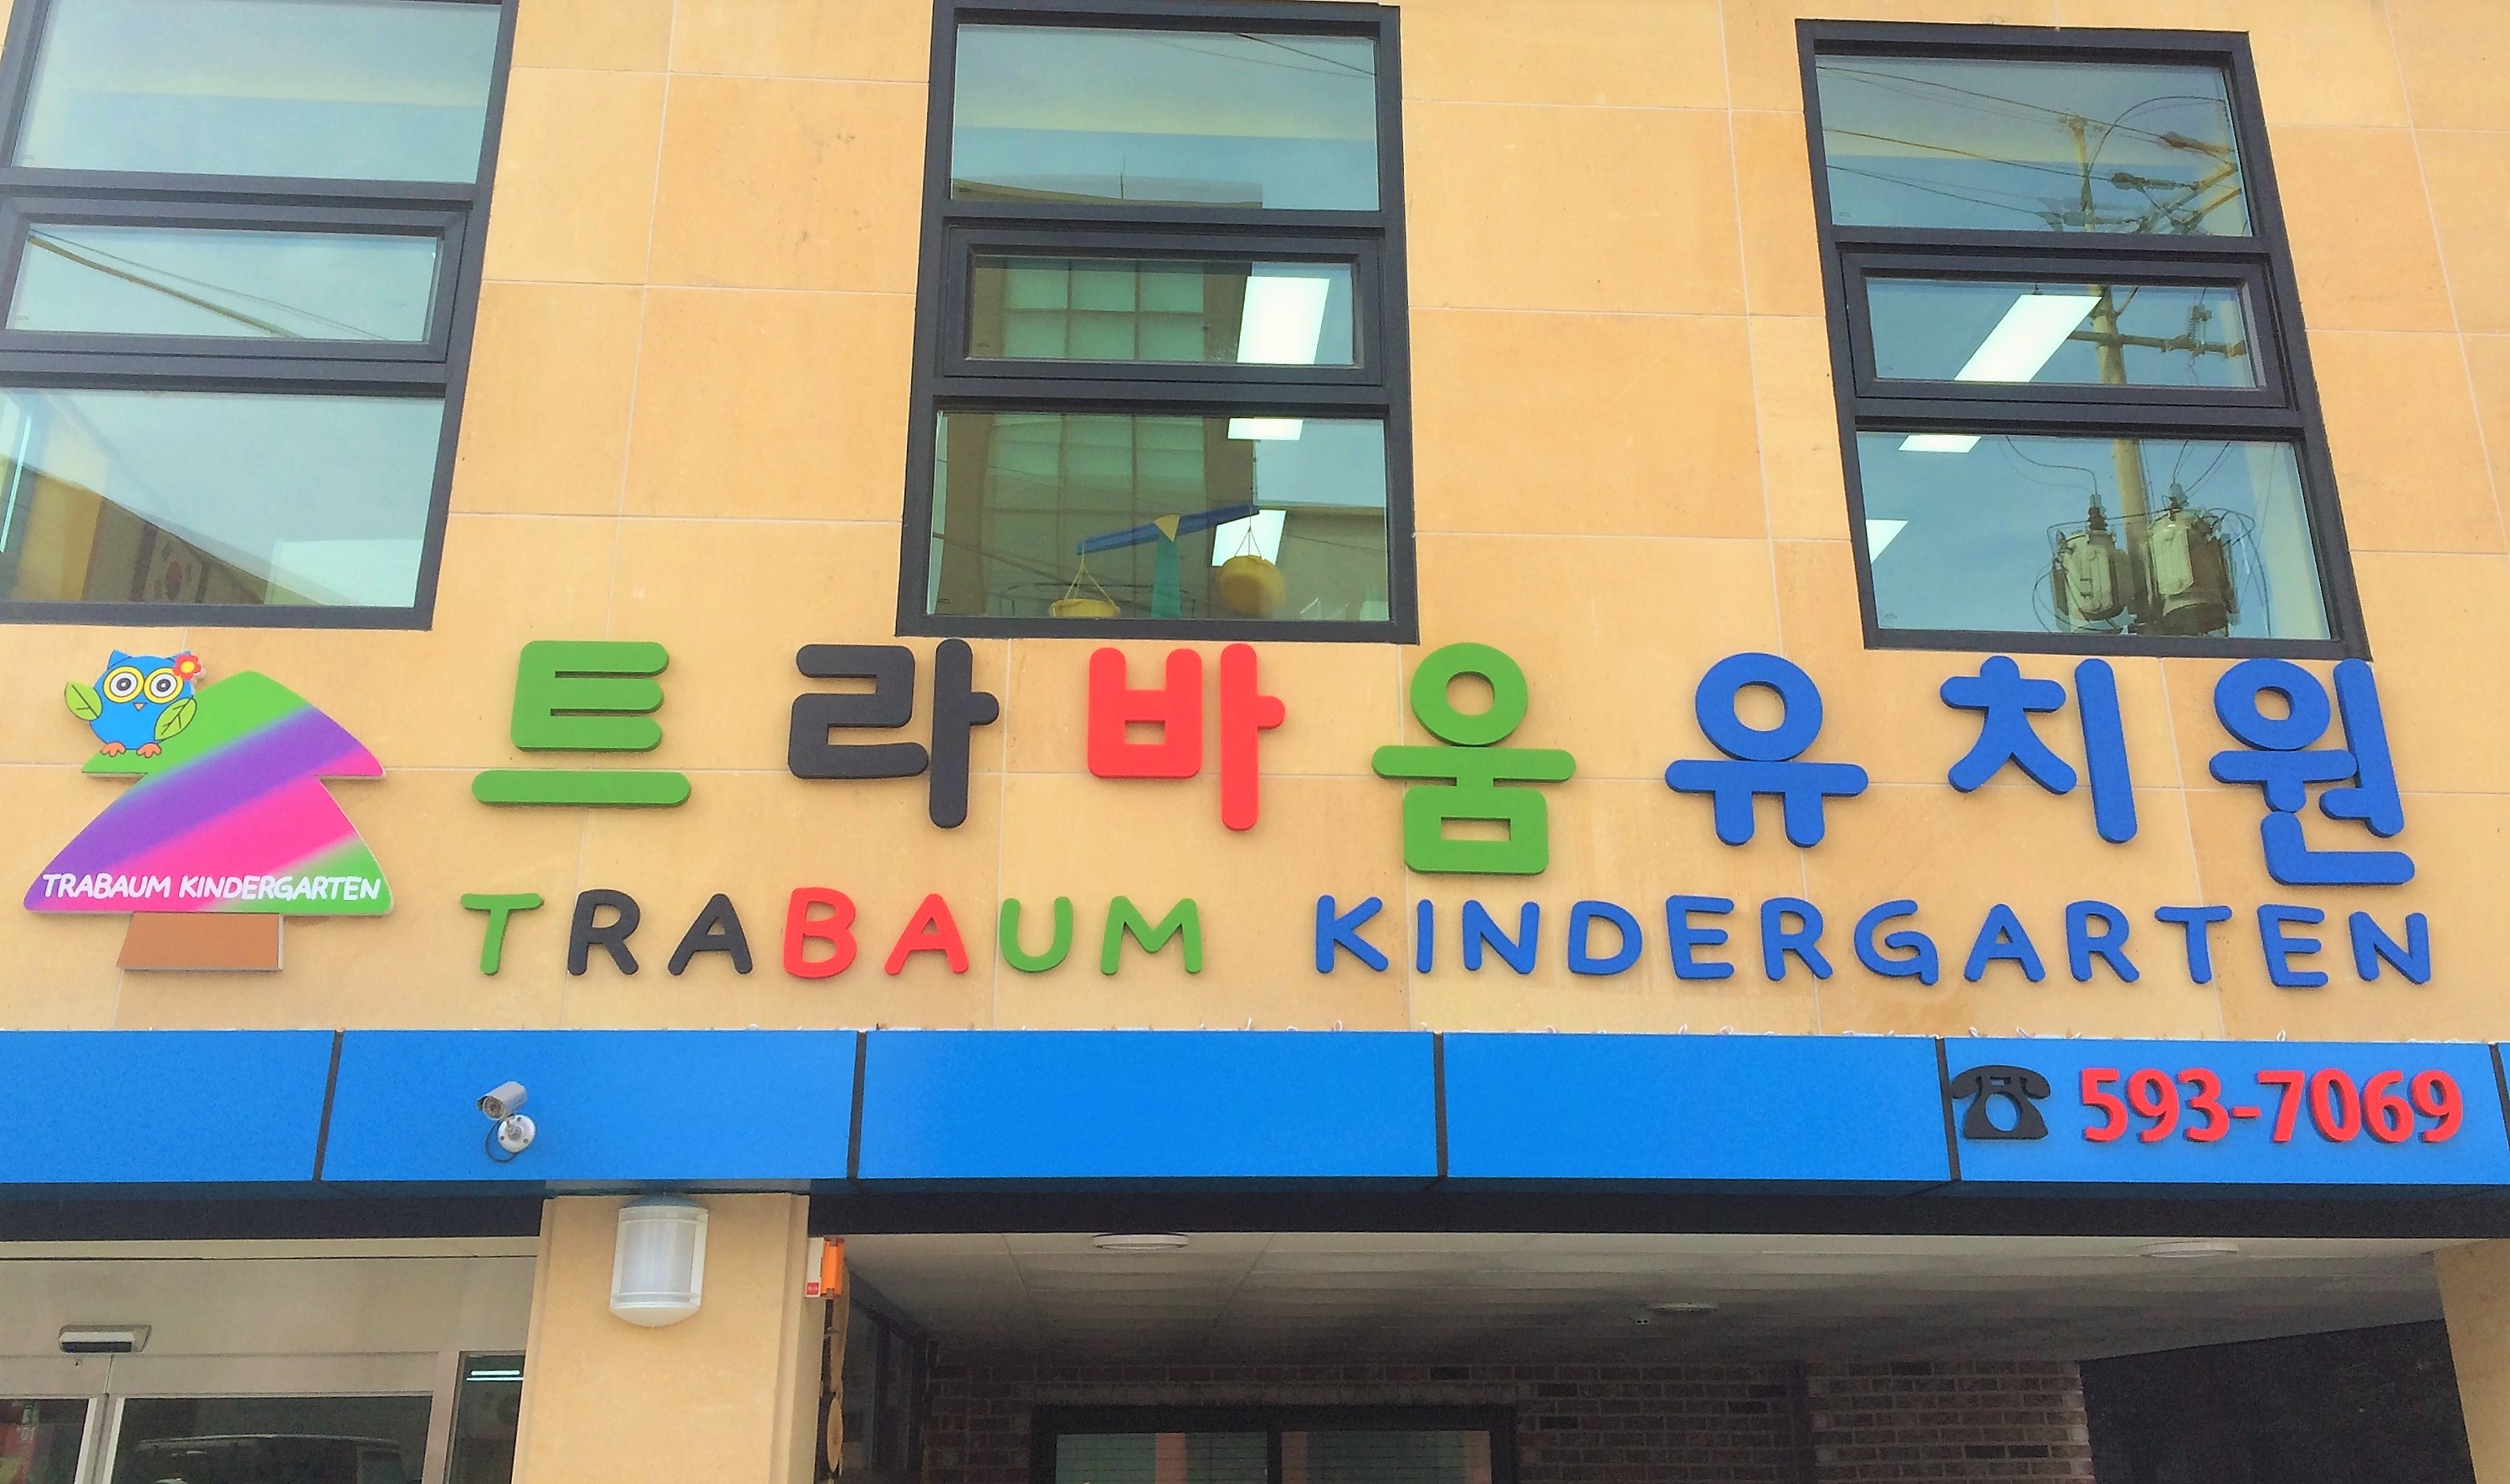 트라바움 유치원
TRABAUM KINDERGARTEN
TRABAUM KINDERGARTEN
593-7069